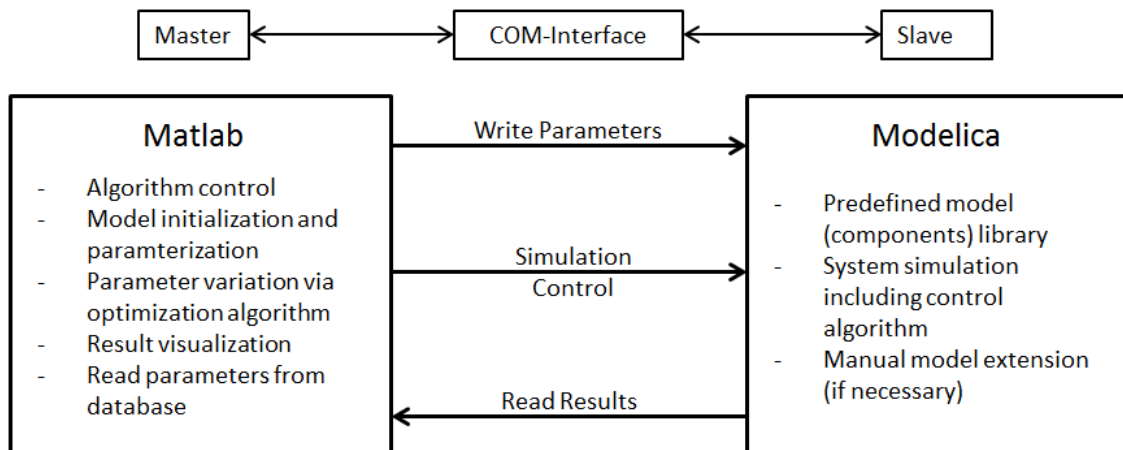 Master
COM-Interface
Slave
Matlab
- Algorithm control
- Model initialization and
paramterization
- Parameter variation via
optimization algorithm
- Result visualization
- Read parameters from
database
Write Parameters
Simulation
Control
Read Results
Modelica
- Predefined model
(components) library
- System simulation
including control
algorithm
- Manual model extension
(if necessary)